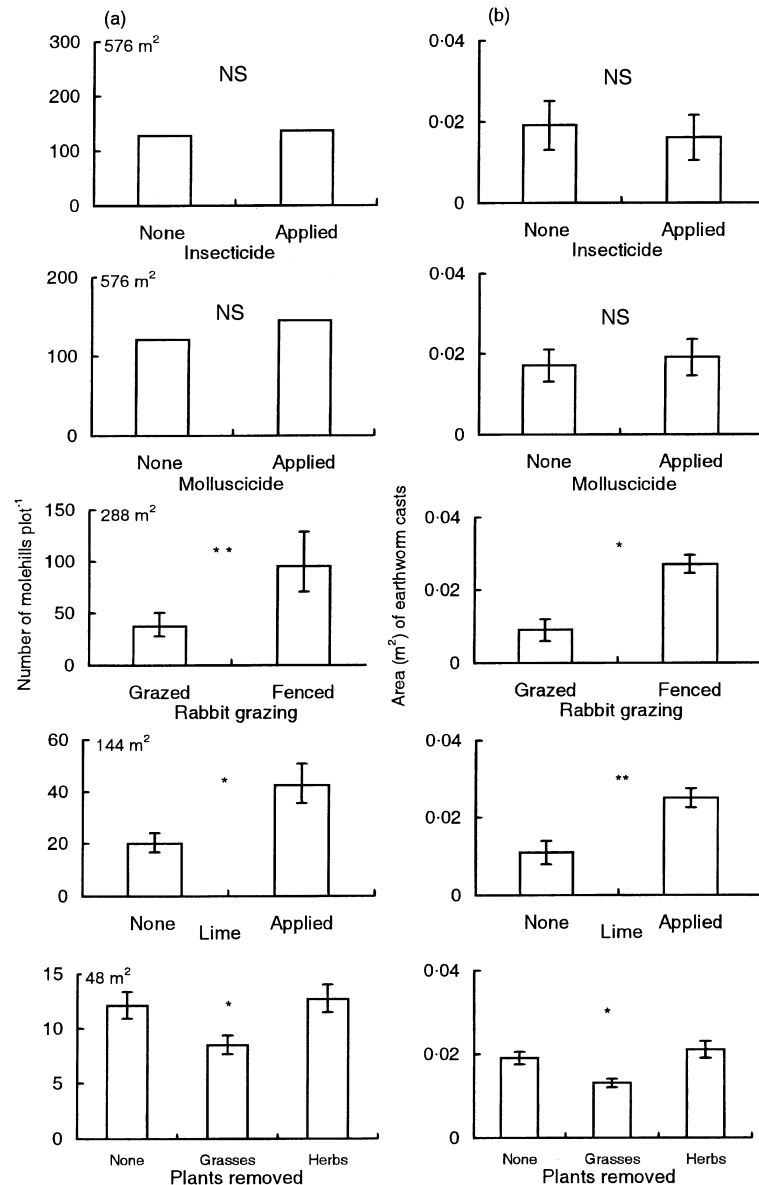 (a)
Number of molehills plot⁻¹
300
200
100
0
576 m²
NS
None Applied
Insecticide
200
100
0
576 m²
NS
None Applied
Molluscicide
150
100
50
0
288 m²
**
Grazed Fenced
Rabbit grazing
60
40
20
0
144 m²
*
None Applied
Lime
15
10
5
0
48 m²
*
None Grasses Herbs
Plants removed
(b)
Area (m²) of earthworm casts
0·04
0·02
0
NS
None Applied
Insecticide
0·04
0·02
0
NS
None Applied
Molluscicide
0·04
0·02
0
*
Grazed Fenced
Rabbit grazing
0·04
0·02
0
**
None Applied
Lime
0·04
0·02
0
*
None Grasses Herbs
Plants removed